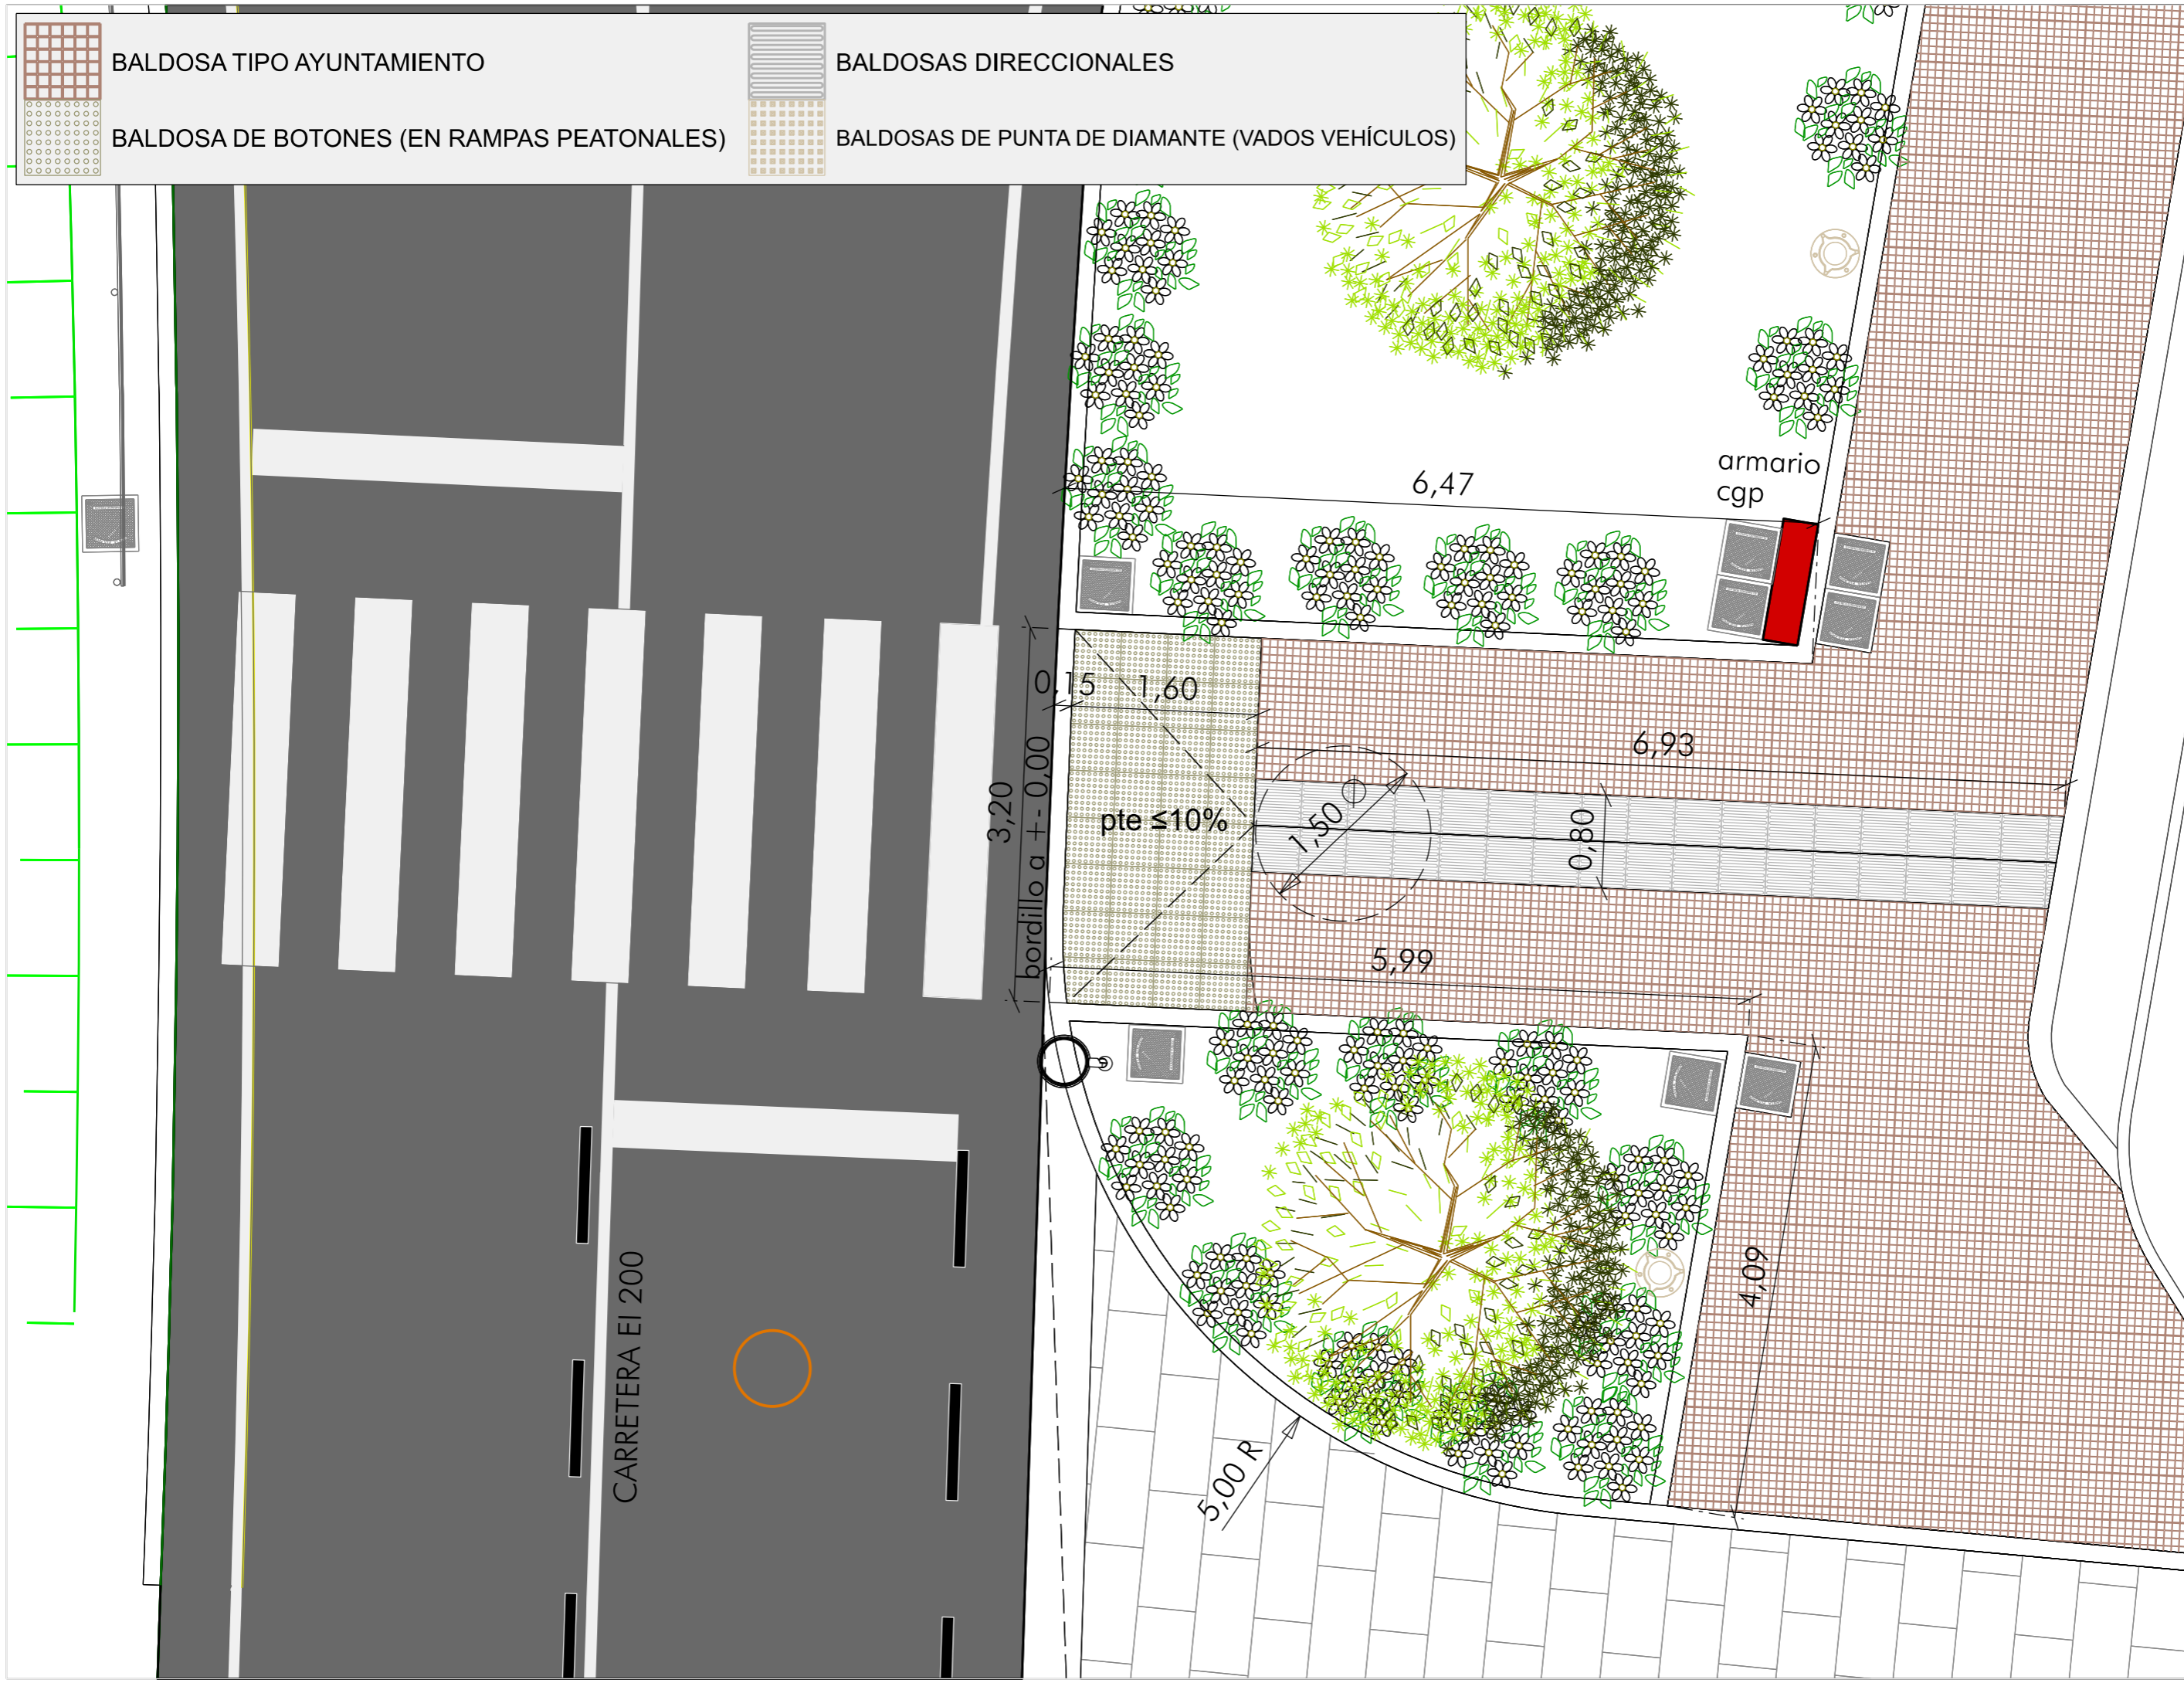 BALDOSA TIPO AYUNTAMIENTO
BALDOSAS DIRECCIONALES
BALDOSA DE BOTONES (EN RAMPAS PEATONALES)
BALDOSAS DE PUNTA DE DIAMANTE (VADOS VEHÍCULOS)
armario
cgp
6,47
0,15
1,60
6,93
3,20
bordillo a +- 0,00
pte ≤10%
1,50
0,80
5,99
4,09
CARRETERA EI 200
5,00 R